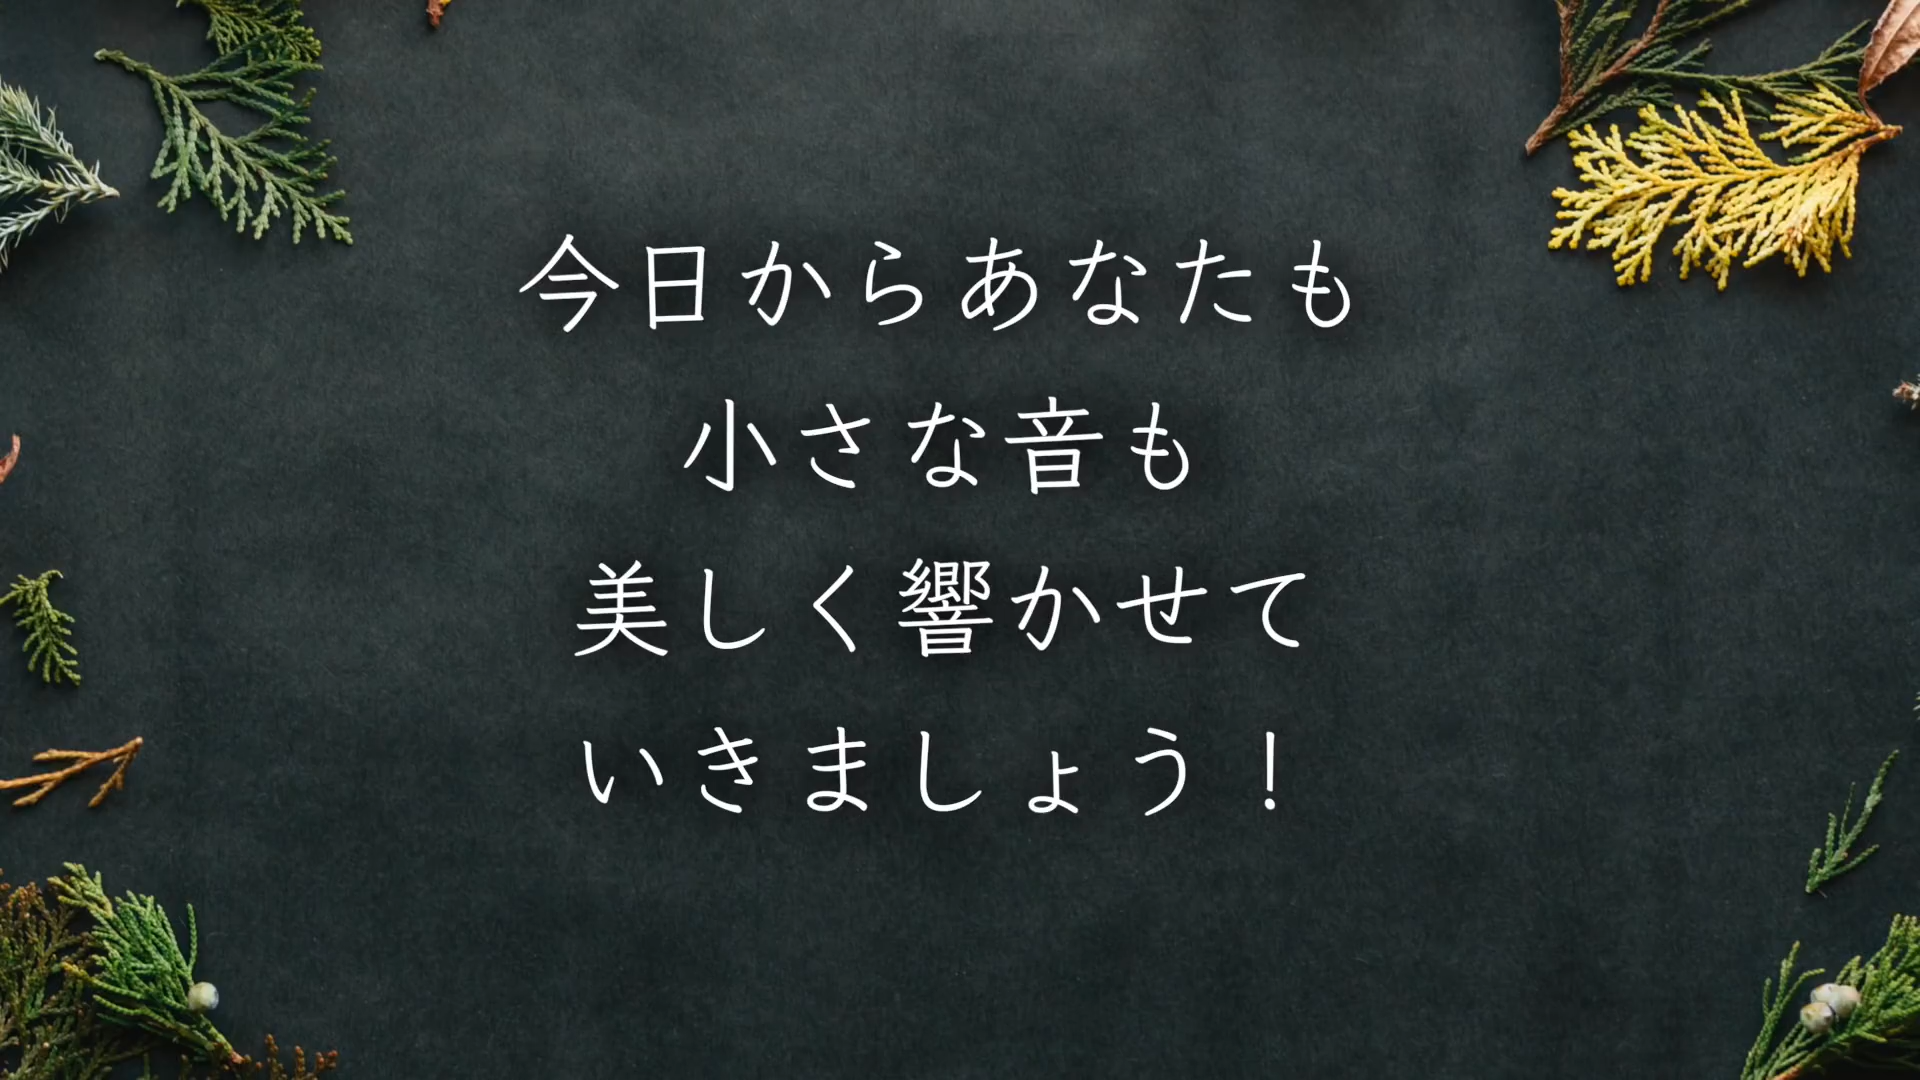 今日からあなたも
小さな音も
美しく響かせて
いきましょう！